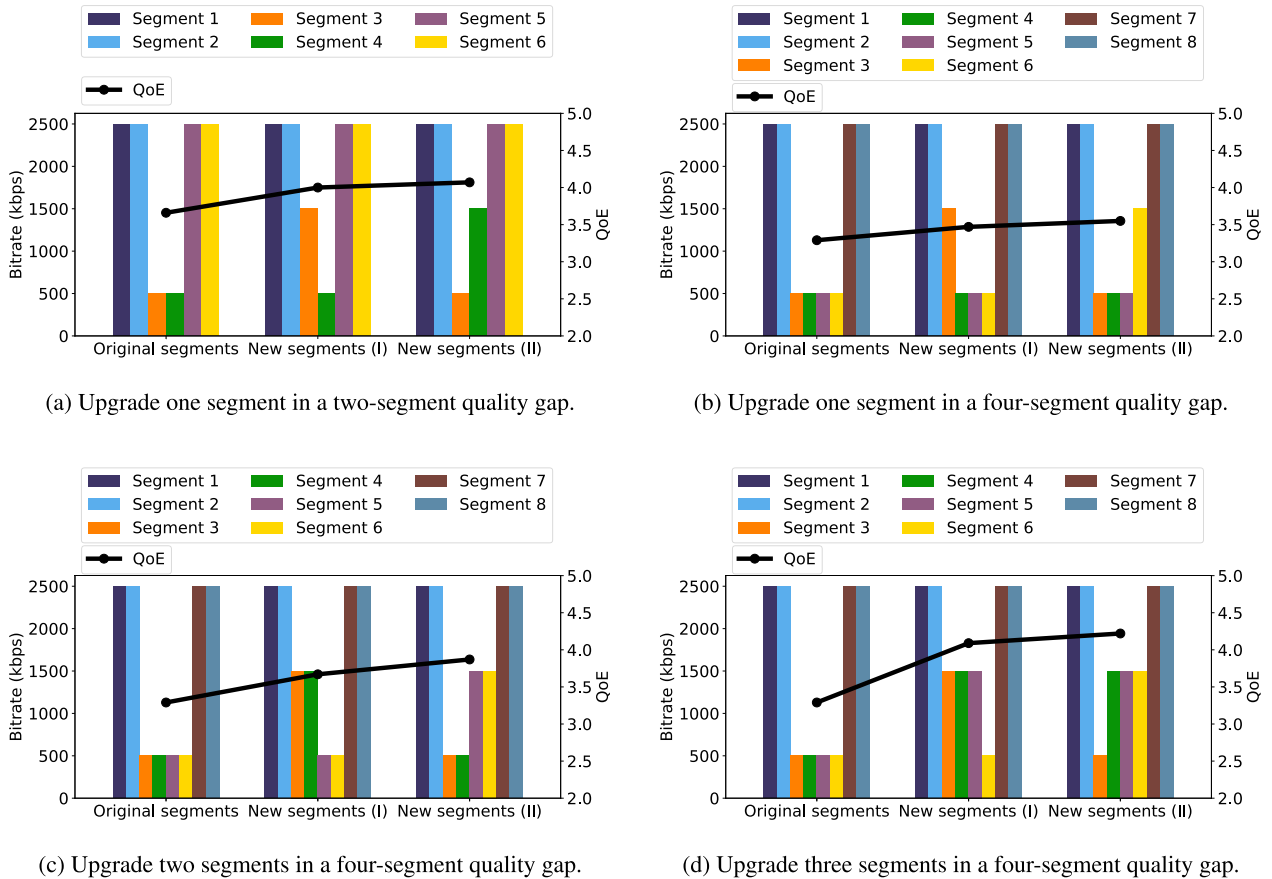 Segment 1 Segment 3 Segment 5
Segment 2 Segment 4 Segment 6
QoE
2500
2000
1500
1000
500
0
Bitrate (kbps)
5.0
4.5
4.0
3.5
3.0
2.5
2.0
QoE
Original segments New segments (I) New segments (II)
(a) Upgrade one segment in a two-segment quality gap.
Segment 1 Segment 4 Segment 7
Segment 2 Segment 5 Segment 8
Segment 3 Segment 6
QoE
2500
2000
1500
1000
500
0
Bitrate (kbps)
5.0
4.5
4.0
3.5
3.0
2.5
2.0
QoE
Original segments New segments (I) New segments (II)
(b) Upgrade one segment in a four-segment quality gap.
Segment 1 Segment 4 Segment 7
Segment 2 Segment 5 Segment 8
Segment 3 Segment 6
QoE
2500
2000
1500
1000
500
0
Bitrate (kbps)
5.0
4.5
4.0
3.5
3.0
2.5
2.0
QoE
Original segments New segments (I) New segments (II)
(c) Upgrade two segments in a four-segment quality gap.
Segment 1 Segment 4 Segment 7
Segment 2 Segment 5 Segment 8
Segment 3 Segment 6
QoE
2500
2000
1500
1000
500
0
Bitrate (kbps)
5.0
4.5
4.0
3.5
3.0
2.5
2.0
QoE
Original segments New segments (I) New segments (II)
(d) Upgrade three segments in a four-segment quality gap.